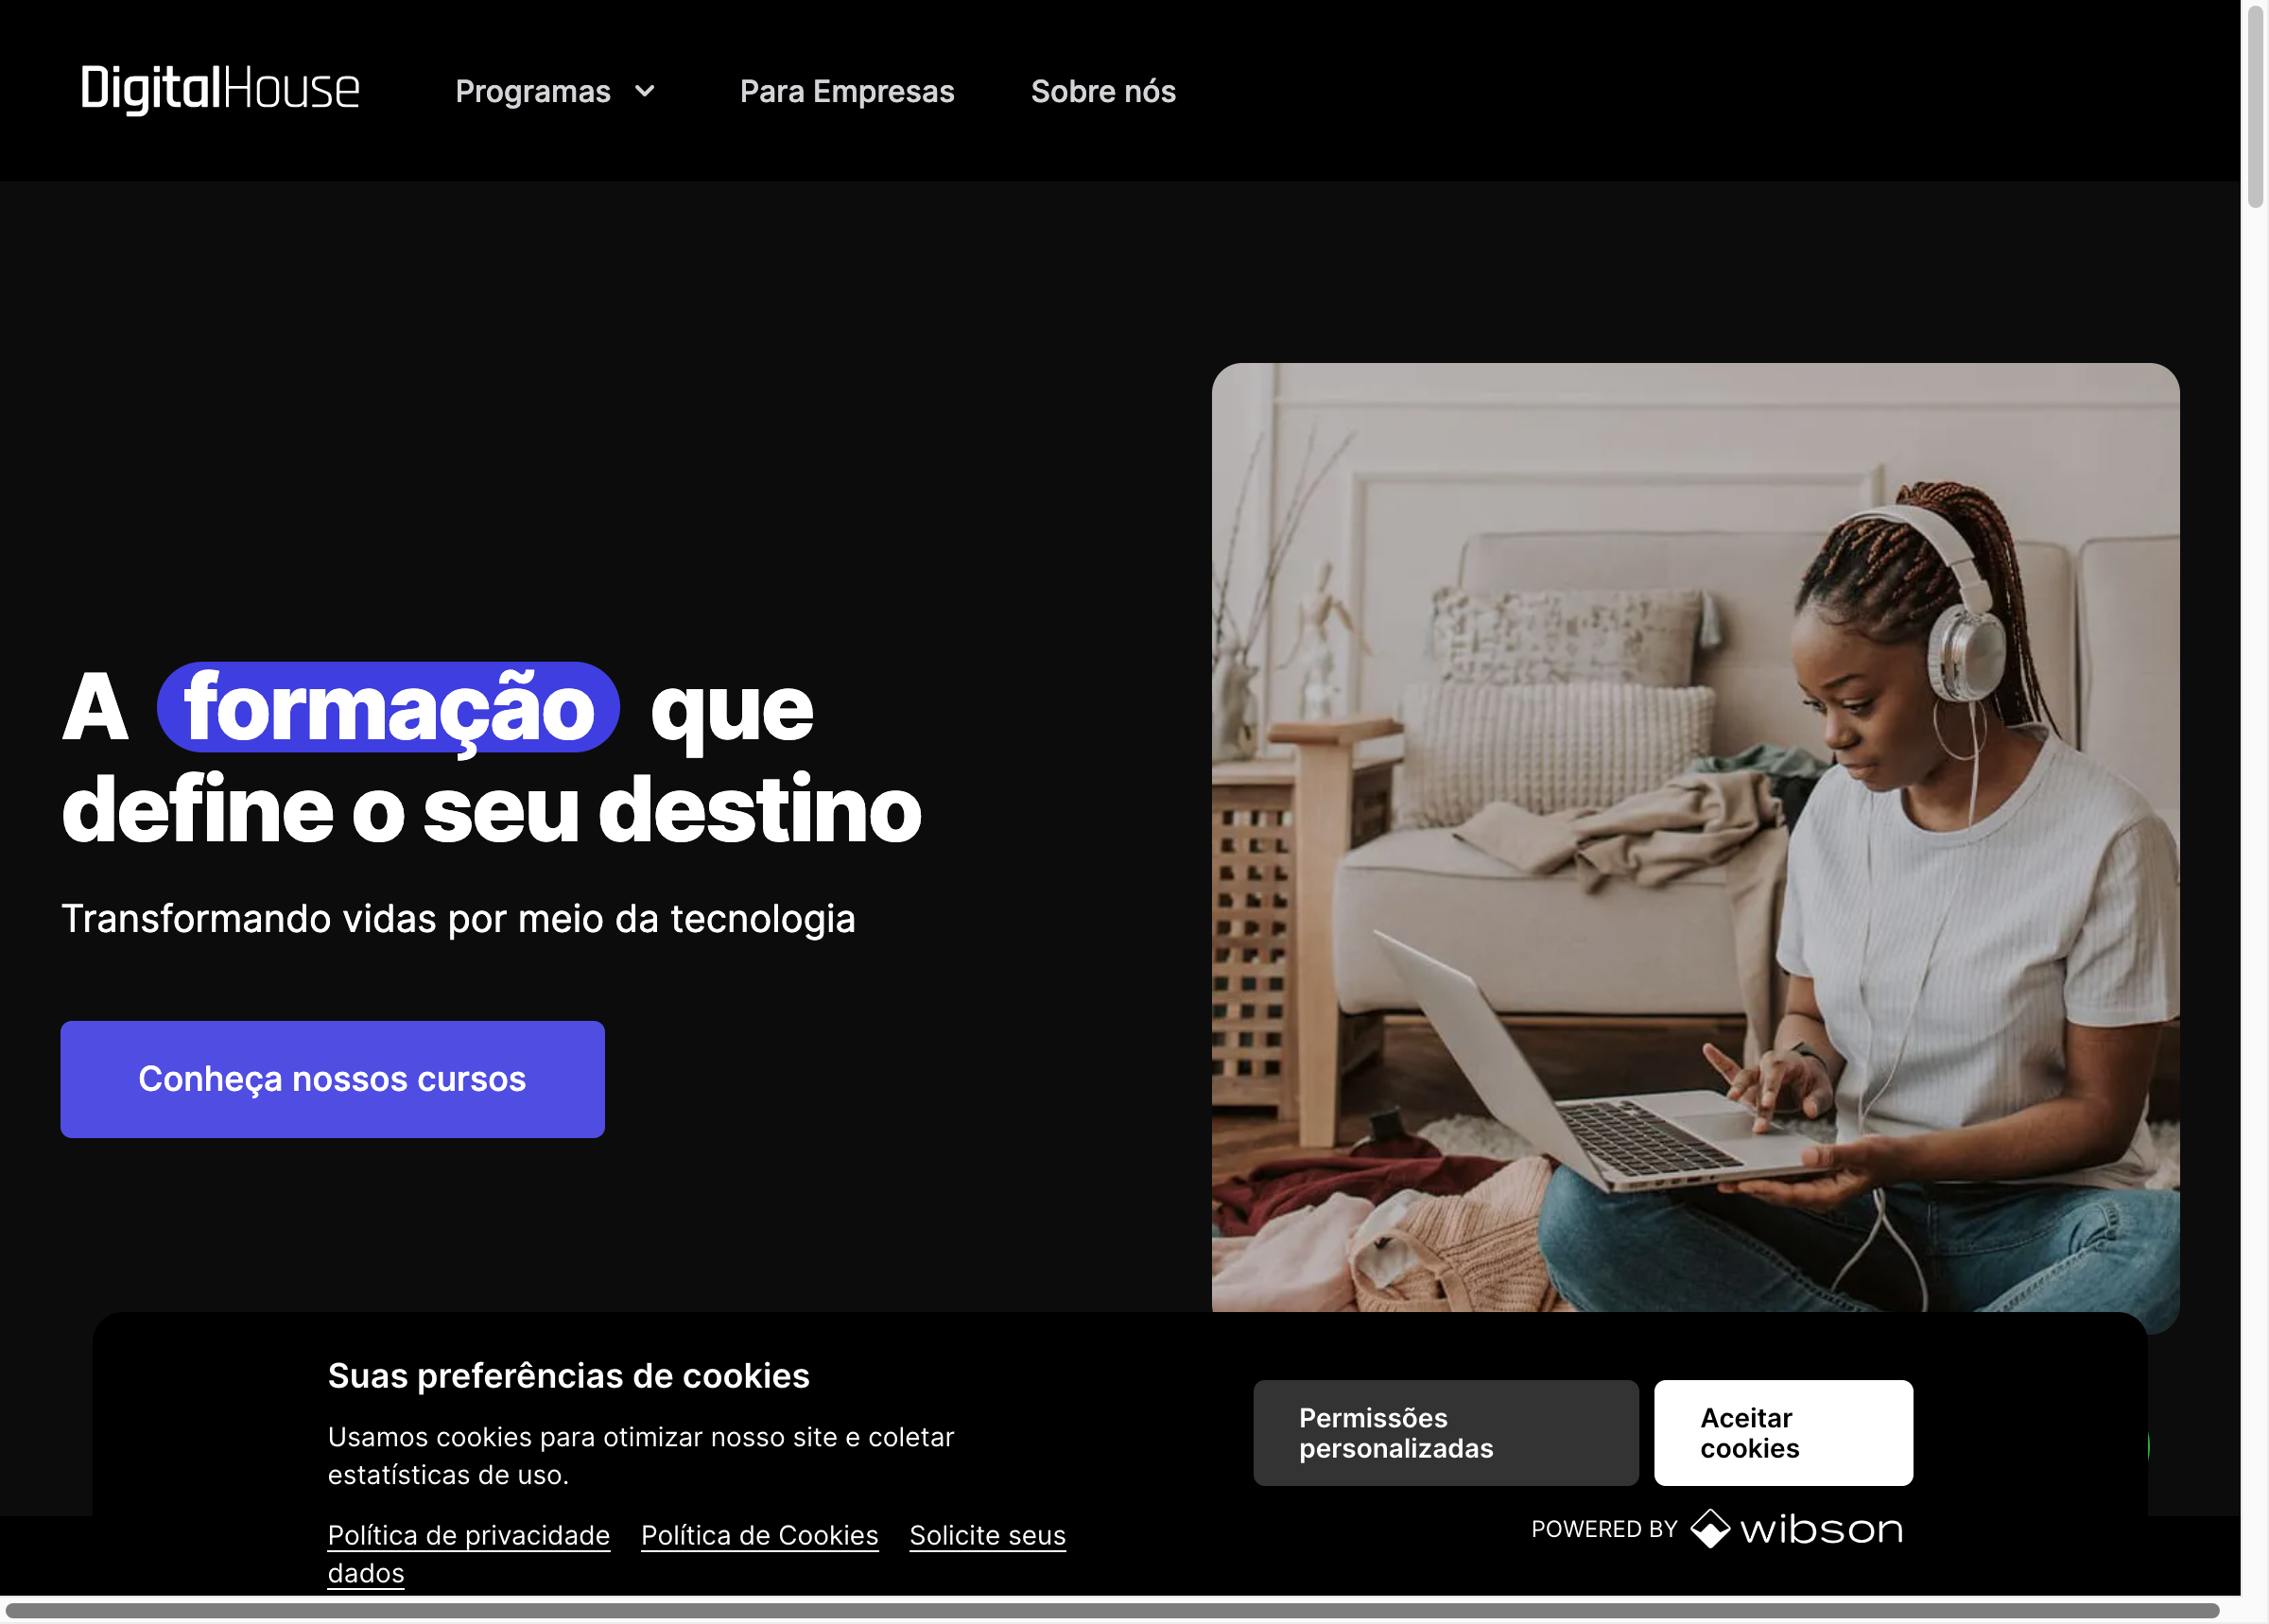 DigitalHouse
Programas
Para Empresas
Sobre nós
A formação que
define o seu destino
Transformando vidas por meio da tecnologia
Conheça nossos cursos
Suas preferências de cookies
Usamos cookies para otimizar nosso site e coletar
estatísticas de uso.
Política de privacidade Política de Cookies Solicite seus
dados
Permissões
personalizadas
Aceitar
cookies
POWERED BY wibson